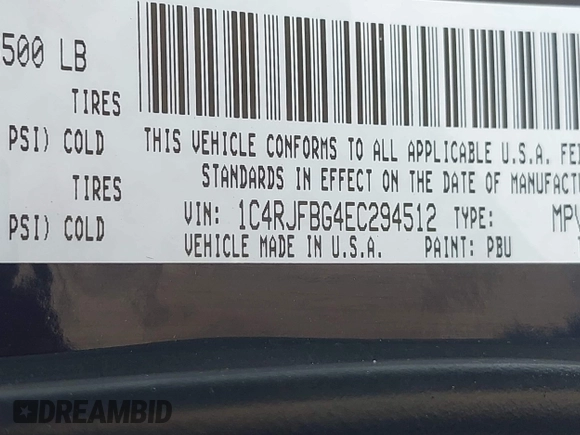 500 LB
TIRES
PSI) COLD THIS VEHICLE CONFORMS TO ALL APPLICABLE U.S.A.
TIRES STANDARDS IN EFFECT ON THE DATE OF
PSI) COLD VIN: 1C4RJFBG4EC294512 TYPE: MPV
VEHICLE MADE IN U.S.A. PAINT: PBU
DREAMBID